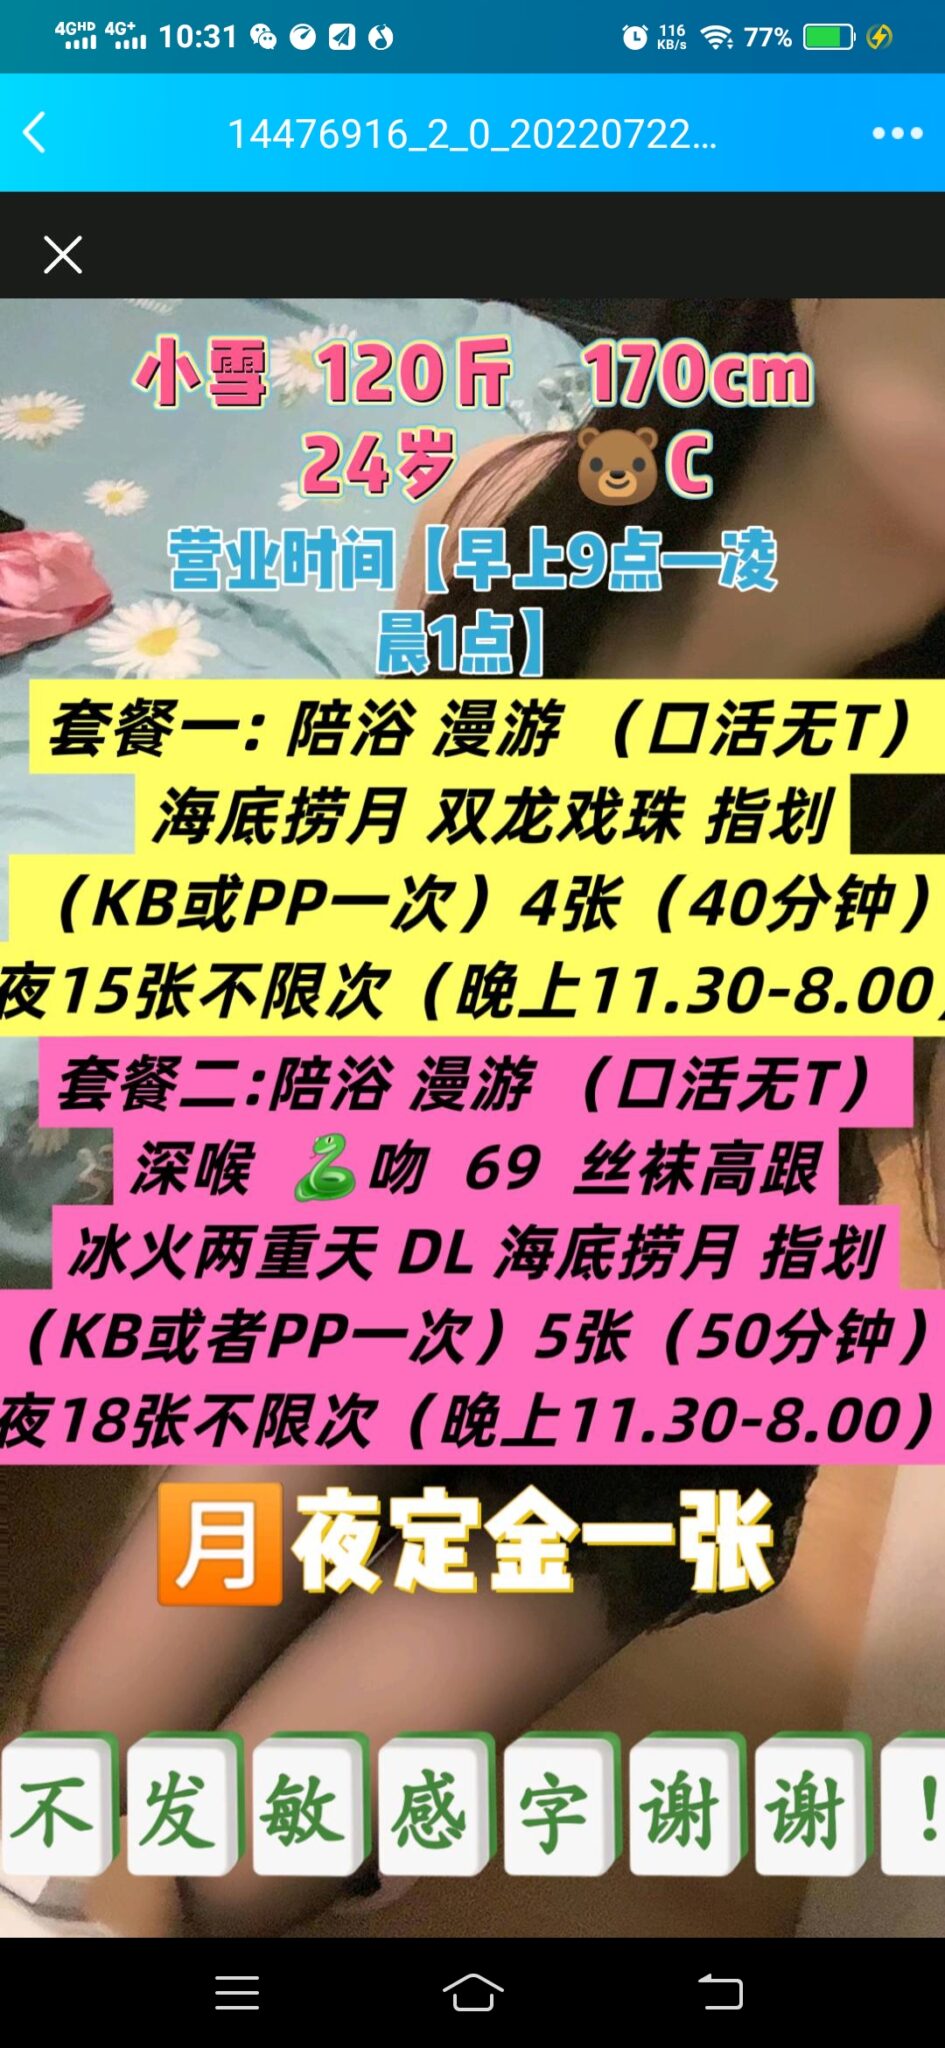 4GHD 4G+ 10:31 116 KB/s 77%
14476916_2_0_20220722...
小雪 120斤 170cm
24岁 🐻C
营业时间【早上9点—凌
晨1点】
套餐一: 陪浴 漫游 （口活无T）
海底捞月 双龙戏珠 指划
（KB或PP一次）4张（40分钟）
夜15张不限次（晚上11.30-8.00）
套餐二:陪浴 漫游 （口活无T）
深喉 🐍吻 69 丝袜高跟
冰火两重天 DL 海底捞月 指划
（KB或者PP一次）5张（50分钟）
夜18张不限次（晚上11.30-8.00）
🈷夜定金一张
不发敏感字谢谢！